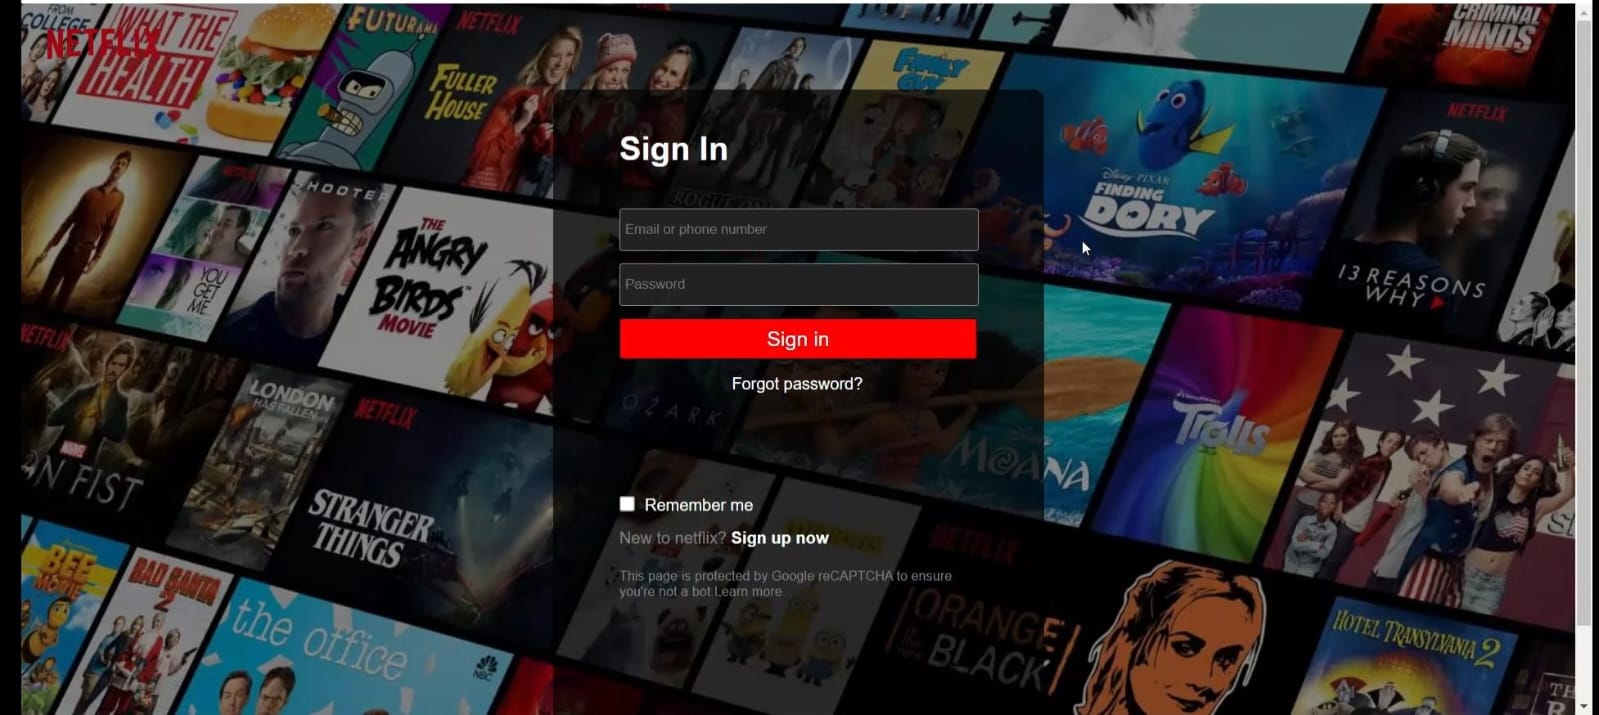 FROM
COLLEGE
NETFLIX
WHAT THE
HEALTH
FUTURAMA
NETFLIX
FULLER
HOUSE
FAMILY
GUY
CRIMINAL
MINDS
ROGUE ONE
DISNEY PIXAR
FINDING
DORY
NETFLIX
13 REASONS
WHY
NETFLIX
YOU
GET
ME
SHOOTER
THE
ANGRY
BIRDS
MOVIE
Sign In
Email or phone number
Password
Sign in
Forgot password?
Remember me
New to netflix? Sign up now
This page is protected by Google reCAPTCHA to ensure
you're not a bot.Learn more.
NETFLIX
MARVEL
ON FIST
LONDON
HAS FALLEN
NETFLIX
STRANGER
THINGS
OZARK
MOANA
Trolls
BEE
MOVIE
BAD SANTA
2
the office
NBC
NETFLIX
ORANGE
BLACK
HOTEL TRANSYLVANIA 2